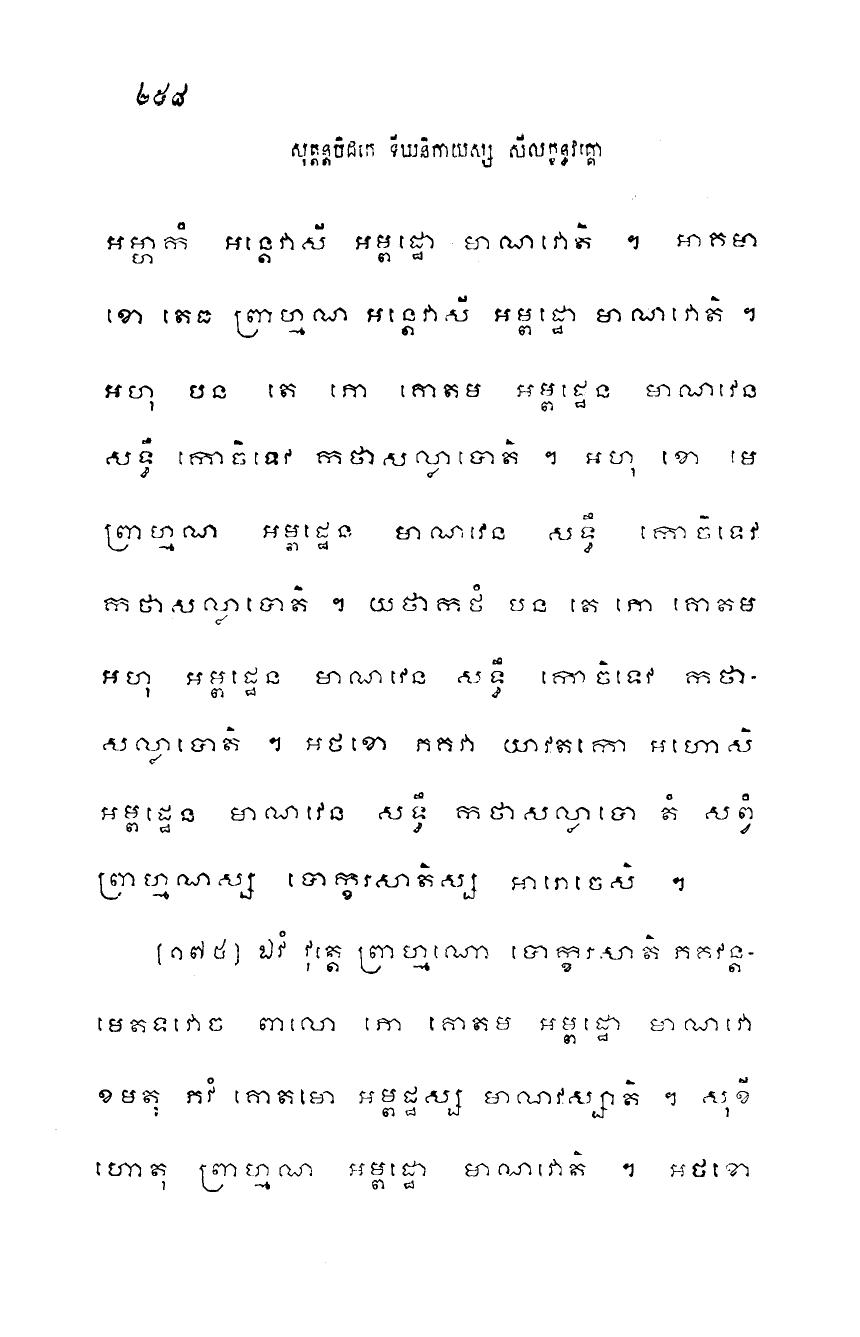 ២៥៨
សុត្តន្តបិដកេ ទីឃនិកាយស្ស សីលក្ខន្ធវគ្គោ
អម្ហាកំ អន្តេវាសី អម្ពដ្ឋោ មាណវោតិ ។ អាគមា
ខោ តេធ ព្រាហ្មណ អន្តេវាសី អម្ពដ្ឋោ មាណវោតិ ។
អហុ បន តេ ភោ គោតម អម្ពដ្ឋេន មាណវេន
សទ្ធឹ កោចិទេវ កថាសល្លាបោតិ ។ អហុ ខោ មេ
ព្រាហ្មណ អម្ពដ្ឋេន មាណវេន សទ្ធឹ កោចិទេវ
កថាសល្លាបោតិ ។ យថាកថំ បន តេ ភោ គោតម
អហុ អម្ពដ្ឋេន មាណវេន សទ្ធឹ កោចិទេវ កថា-
សល្លាបោតិ ។ អថខោ ភគវា យាវតកោ អហោសិ
អម្ពដ្ឋេន មាណវេន សទ្ធឹ កថាសល្លាបោ តំ សព្វំ
ព្រាហ្មណស្ស បោក្ខរសាតិស្ស អារោចេសិ ។
[១៧៥] ឯវំ វុត្តេ ព្រាហ្មណោ បោក្ខរសាតិ ភគវន្ត-
មេតទវោច ពាលោ ភោ គោតម អម្ពដ្ឋោ មាណវោ
ខមតុ ភវំ គោតមោ អម្ពដ្ឋស្ស មាណវស្សាតិ ។ សុខី
ហោតុ ព្រាហ្មណ អម្ពដ្ឋោ មាណវោតិ ។ អថខោ